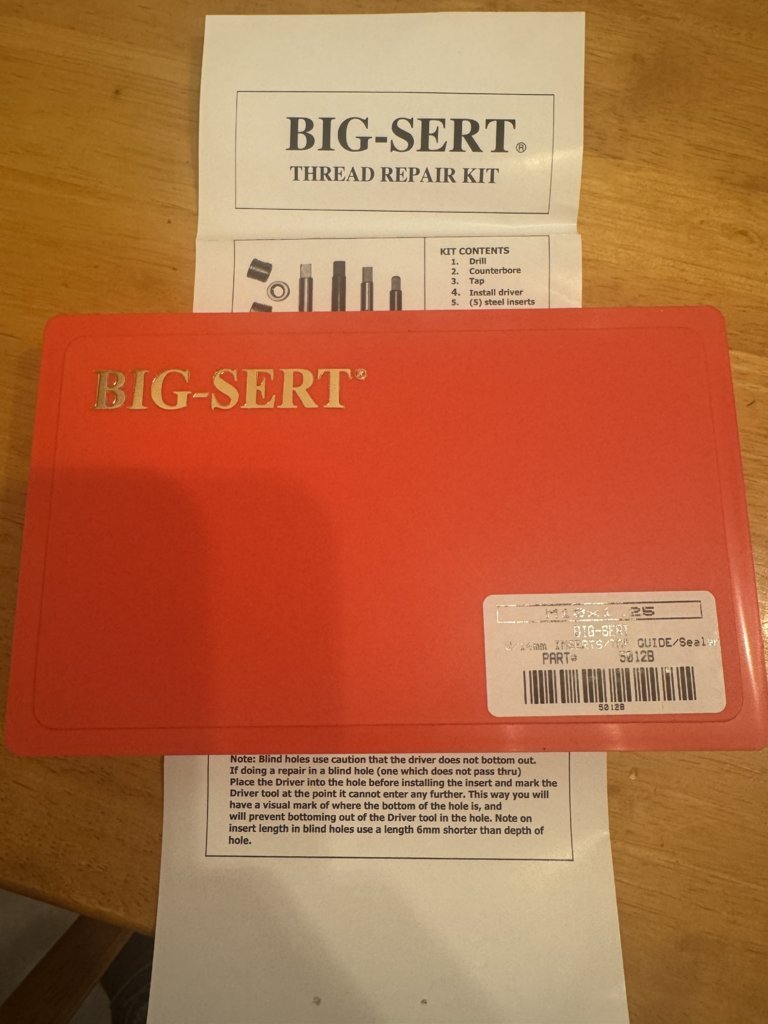 BIG-SERT®
THREAD REPAIR KIT
KIT CONTENTS
1. Drill
2. Counterbore
3. Tap
4. Install driver
5. (5) steel inserts
BIG-SERT®
BIG-SERT
INSERTS/ GUIDE/Sealer
PART# 5012B
5012B
Note: Blind holes use caution that the driver does not bottom out.
If doing a repair in a blind hole (one which does not pass thru)
Place the Driver into the hole before installing the insert and mark the
Driver tool at the point it cannot enter any further. This way you will
have a visual mark of where the bottom of the hole is, and
will prevent bottoming out of the Driver tool in the hole. Note on
insert length in blind holes use a length 6mm shorter than depth of
hole.